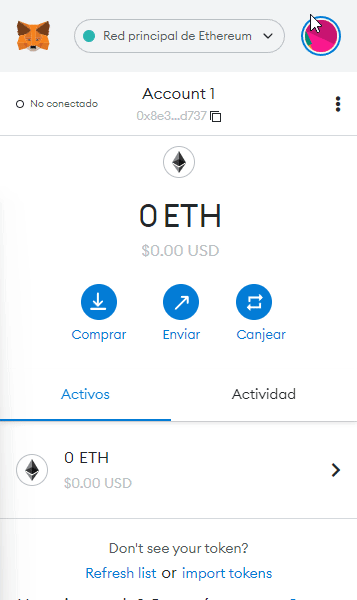 Red principal de Ethereum
No conectado
Account 1
0x8e3...d737
0 ETH
$0.00 USD
Comprar
Enviar
Canjear
Activos
Actividad
0 ETH
$0.00 USD
Don't see your token?
Refresh list or import tokens